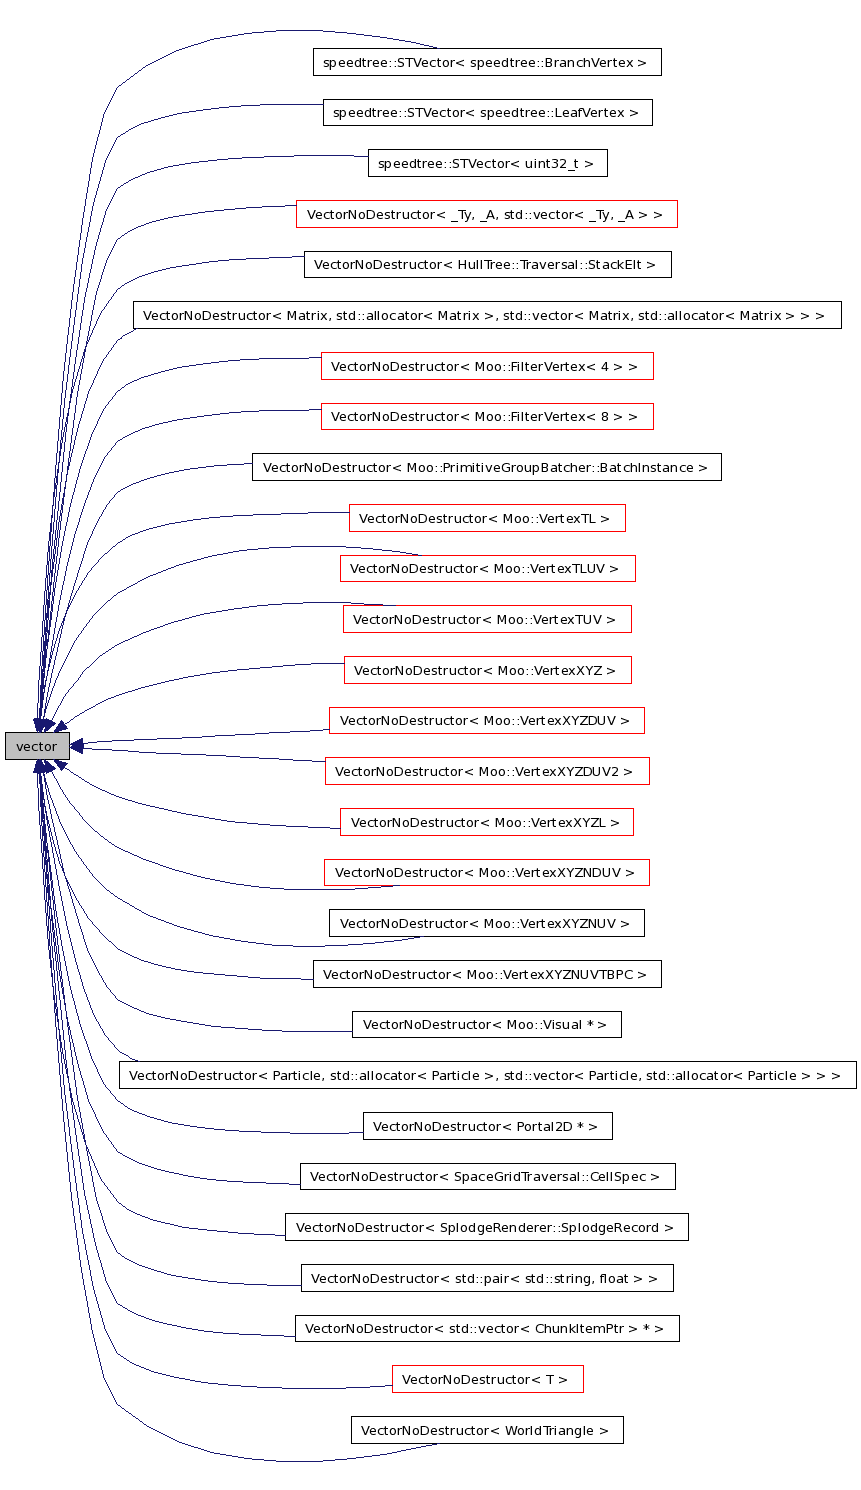 speedtree::STVector< speedtree::BranchVertex >
speedtree::STVector< speedtree::LeafVertex >
speedtree::STVector< uint32_t >
VectorNoDestructor< _Ty, _A, std::vector< _Ty, _A > >
VectorNoDestructor< HullTree::Traversal::StackElt >
VectorNoDestructor< Matrix, std::allocator< Matrix >, std::vector< Matrix, std::allocator< Matrix > > >
VectorNoDestructor< Moo::FilterVertex< 4 > >
VectorNoDestructor< Moo::FilterVertex< 8 > >
VectorNoDestructor< Moo::PrimitiveGroupBatcher::BatchInstance >
VectorNoDestructor< Moo::VertexTL >
VectorNoDestructor< Moo::VertexTLUV >
VectorNoDestructor< Moo::VertexTUV >
VectorNoDestructor< Moo::VertexXYZ >
VectorNoDestructor< Moo::VertexXYZDUV >
vector
VectorNoDestructor< Moo::VertexXYZDUV2 >
VectorNoDestructor< Moo::VertexXYZL >
VectorNoDestructor< Moo::VertexXYZNDUV >
VectorNoDestructor< Moo::VertexXYZNUV >
VectorNoDestructor< Moo::VertexXYZNUVTBPC >
VectorNoDestructor< Moo::Visual * >
VectorNoDestructor< Particle, std::allocator< Particle >, std::vector< Particle, std::allocator< Particle > > >
VectorNoDestructor< Portal2D * >
VectorNoDestructor< SpaceGridTraversal::CellSpec >
VectorNoDestructor< SplodgeRenderer::SplodgeRecord >
VectorNoDestructor< std::pair< std::string, float > >
VectorNoDestructor< std::vector< ChunkItemPtr > * >
VectorNoDestructor< T >
VectorNoDestructor< WorldTriangle >